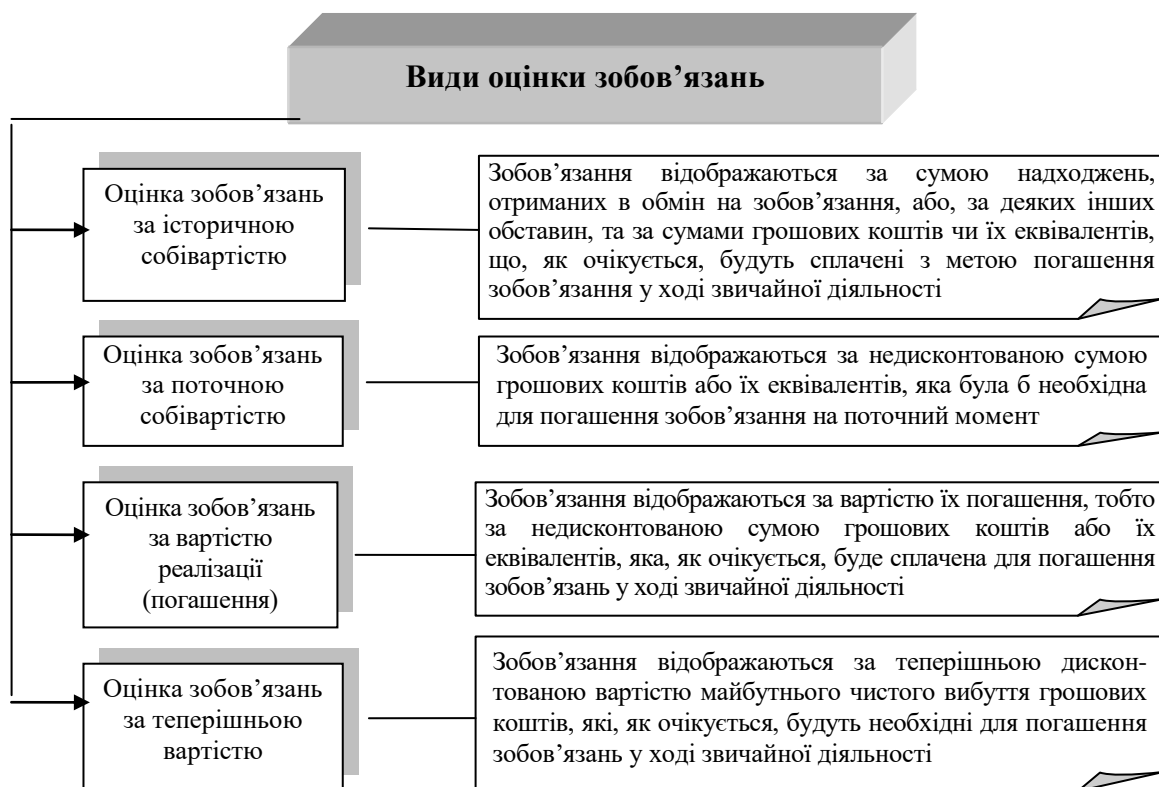 Види оцінки зобов’язань
Оцінка зобов’язань
за історичною
собівартістю
Зобов’язання відображаються за сумою надходжень,
отриманих в обмін на зобов’язання, або, за деяких інших
обставин, та за сумами грошових коштів чи їх еквівалентів,
що, як очікується, будуть сплачені з метою погашення
зобов’язання у ході звичайної діяльності
Оцінка зобов’язань
за поточною
собівартістю
Зобов’язання відображаються за недисконтованою сумою
грошових коштів або їх еквівалентів, яка була б необхідна
для погашення зобов’язання на поточний момент
Оцінка зобов’язань
за вартістю
реалізації
(погашення)
Зобов’язання відображаються за вартістю їх погашення, тобто
за недисконтованою сумою грошових коштів або їх
еквівалентів, яка, як очікується, буде сплачена для погашення
зобов’язань у ході звичайної діяльності
Оцінка зобов’язань
за теперішньою
вартістю
Зобов’язання відображаються за теперішньою дискон-
тованою вартістю майбутнього чистого вибуття грошових
коштів, які, як очікується, будуть необхідні для погашення
зобов’язань у ході звичайної діяльності